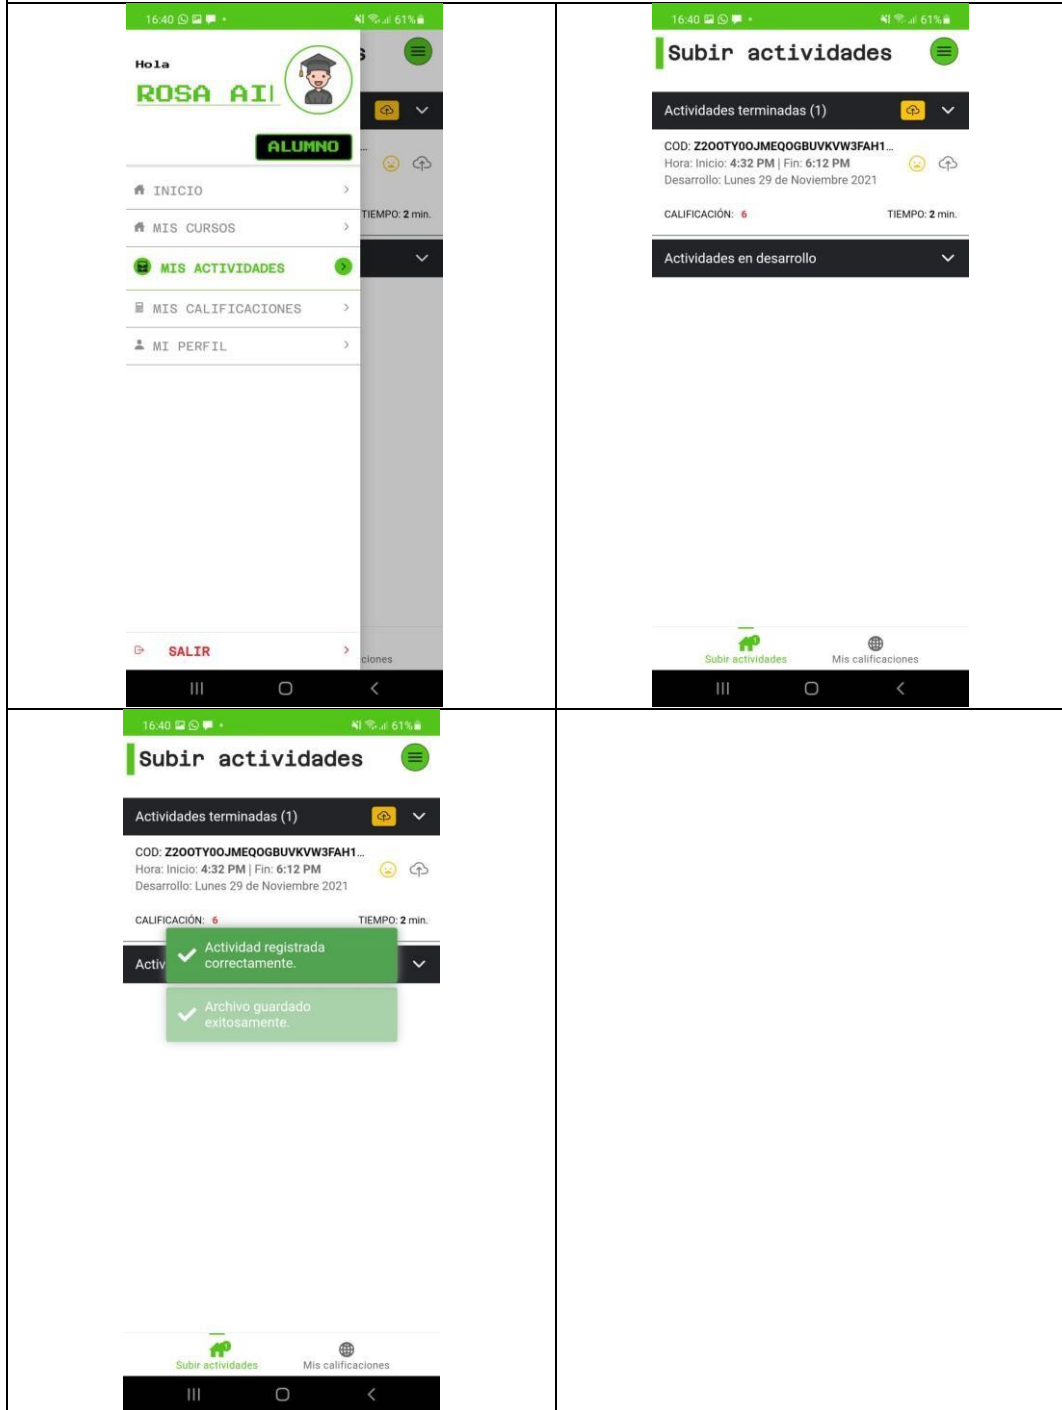 16:40
61%
Hola
ROSA AI
s
ALUMNO
...
INICIO
MIS CURSOS
TIEMPO: 2 min.
MIS ACTIVIDADES
MIS CALIFICACIONES
MI PERFIL
SALIR
ciones
16:40
61%
Subir actividades
Actividades terminadas (1)
COD: Z2OOTY0OJMEQOGBUVKVW3FAH1...
Hora: Inicio: 4:32 PM | Fin: 6:12 PM
Desarrollo: Lunes 29 de Noviembre 2021
CALIFICACIÓN: 6
TIEMPO: 2 min.
Actividades en desarrollo
1
Subir actividades
Mis calificaciones
16:40
61%
Subir actividades
Actividades terminadas (1)
COD: Z2OOTY0OJMEQOGBUVKVW3FAH1...
Hora: Inicio: 4:32 PM | Fin: 6:12 PM
Desarrollo: Lunes 29 de Noviembre 2021
CALIFICACIÓN: 6
TIEMPO: 2 min.
Activ
Actividad registrada
correctamente.
Archivo guardado
exitosamente.
1
Subir actividades
Mis calificaciones